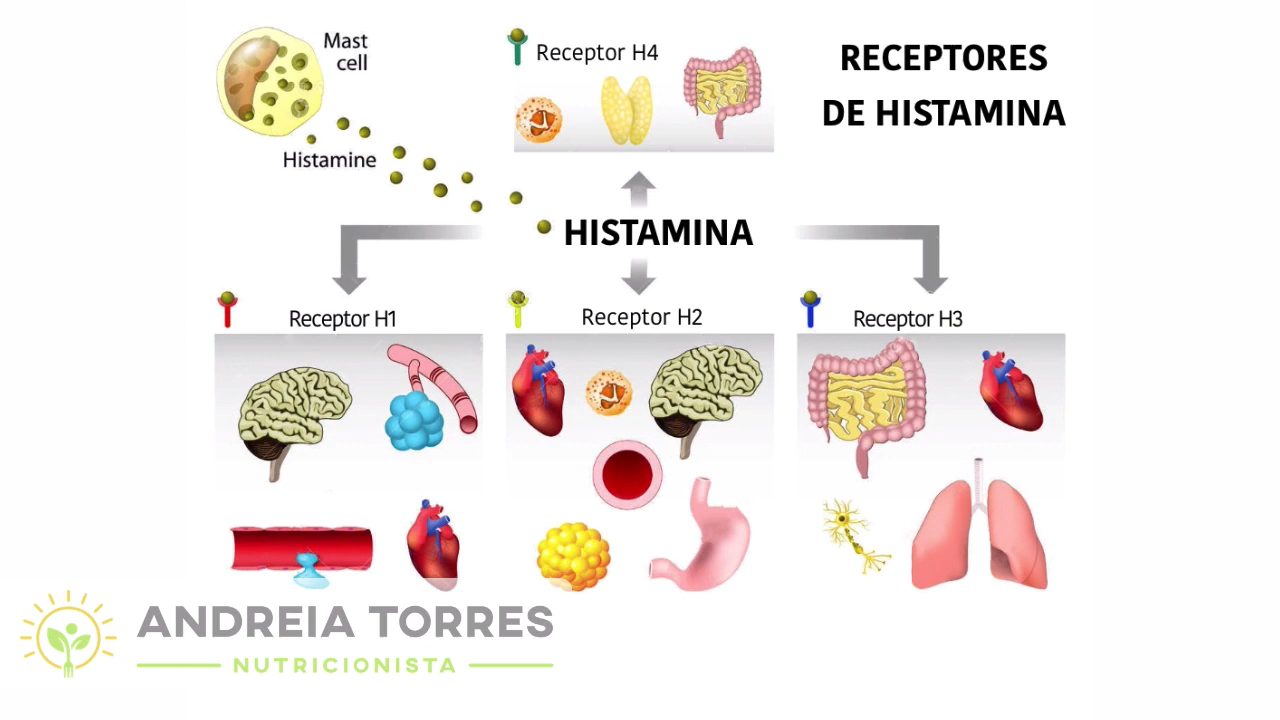 Mast
cell
Histamine
Receptor H4
RECEPTORES
DE HISTAMINA
HISTAMINA
Receptor H1
Receptor H2
Receptor H3
ANDREIA TORRES
NUTRICIONISTA